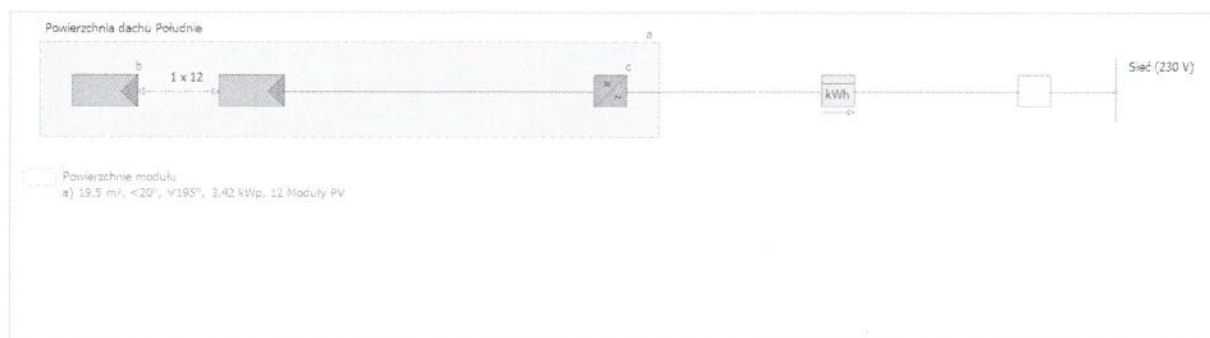 Powierzchnia dachu Południe
a
b
1 x 12
c
kWh
Sieć (230 V)
Powierzchnie modułu
a) 19,5 m², <20°, ∀195°, 3,42 kWp, 12 Moduły PV